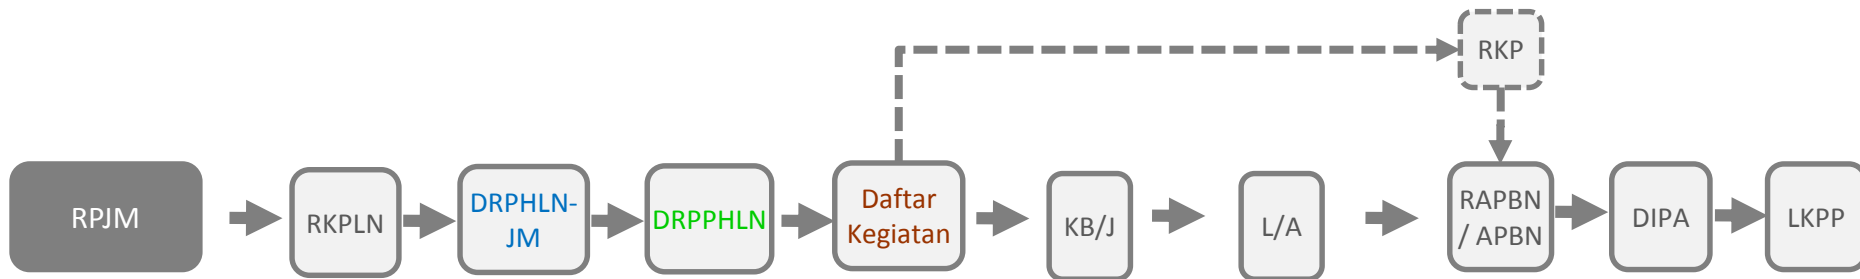 RKP
RPJM
RKPLN
DRPHLN-
JM
DRPPHLN
Daftar
Kegiatan
KB/J
L/A
RAPBN
/ APBN
DIPA
LKPP